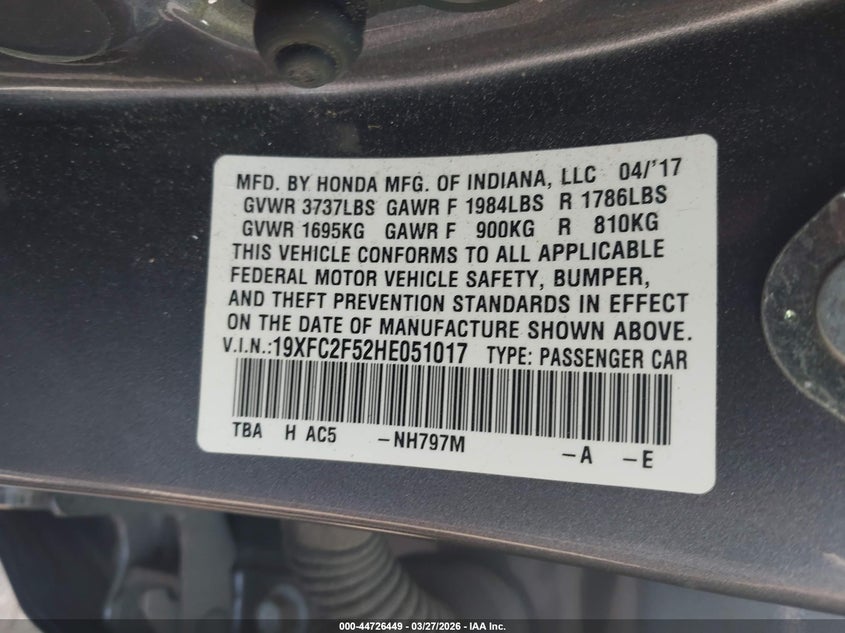 MFD. BY HONDA MFG. OF INDIANA, LLC 04/'17
GVWR 3737LBS GAWR F 1984LBS R 1786LBS
GVWR 1695KG GAWR F 900KG R 810KG
THIS VEHICLE CONFORMS TO ALL APPLICABLE
FEDERAL MOTOR VEHICLE SAFETY, BUMPER,
AND THEFT PREVENTION STANDARDS IN EFFECT
ON THE DATE OF MANUFACTURE SHOWN ABOVE.
V.I.N.:19XFC2F52HE051017 TYPE: PASSENGER CAR
TBA H AC5 -NH797M -A -E
000-44726449 | 03/27/2026 - IAA Inc.